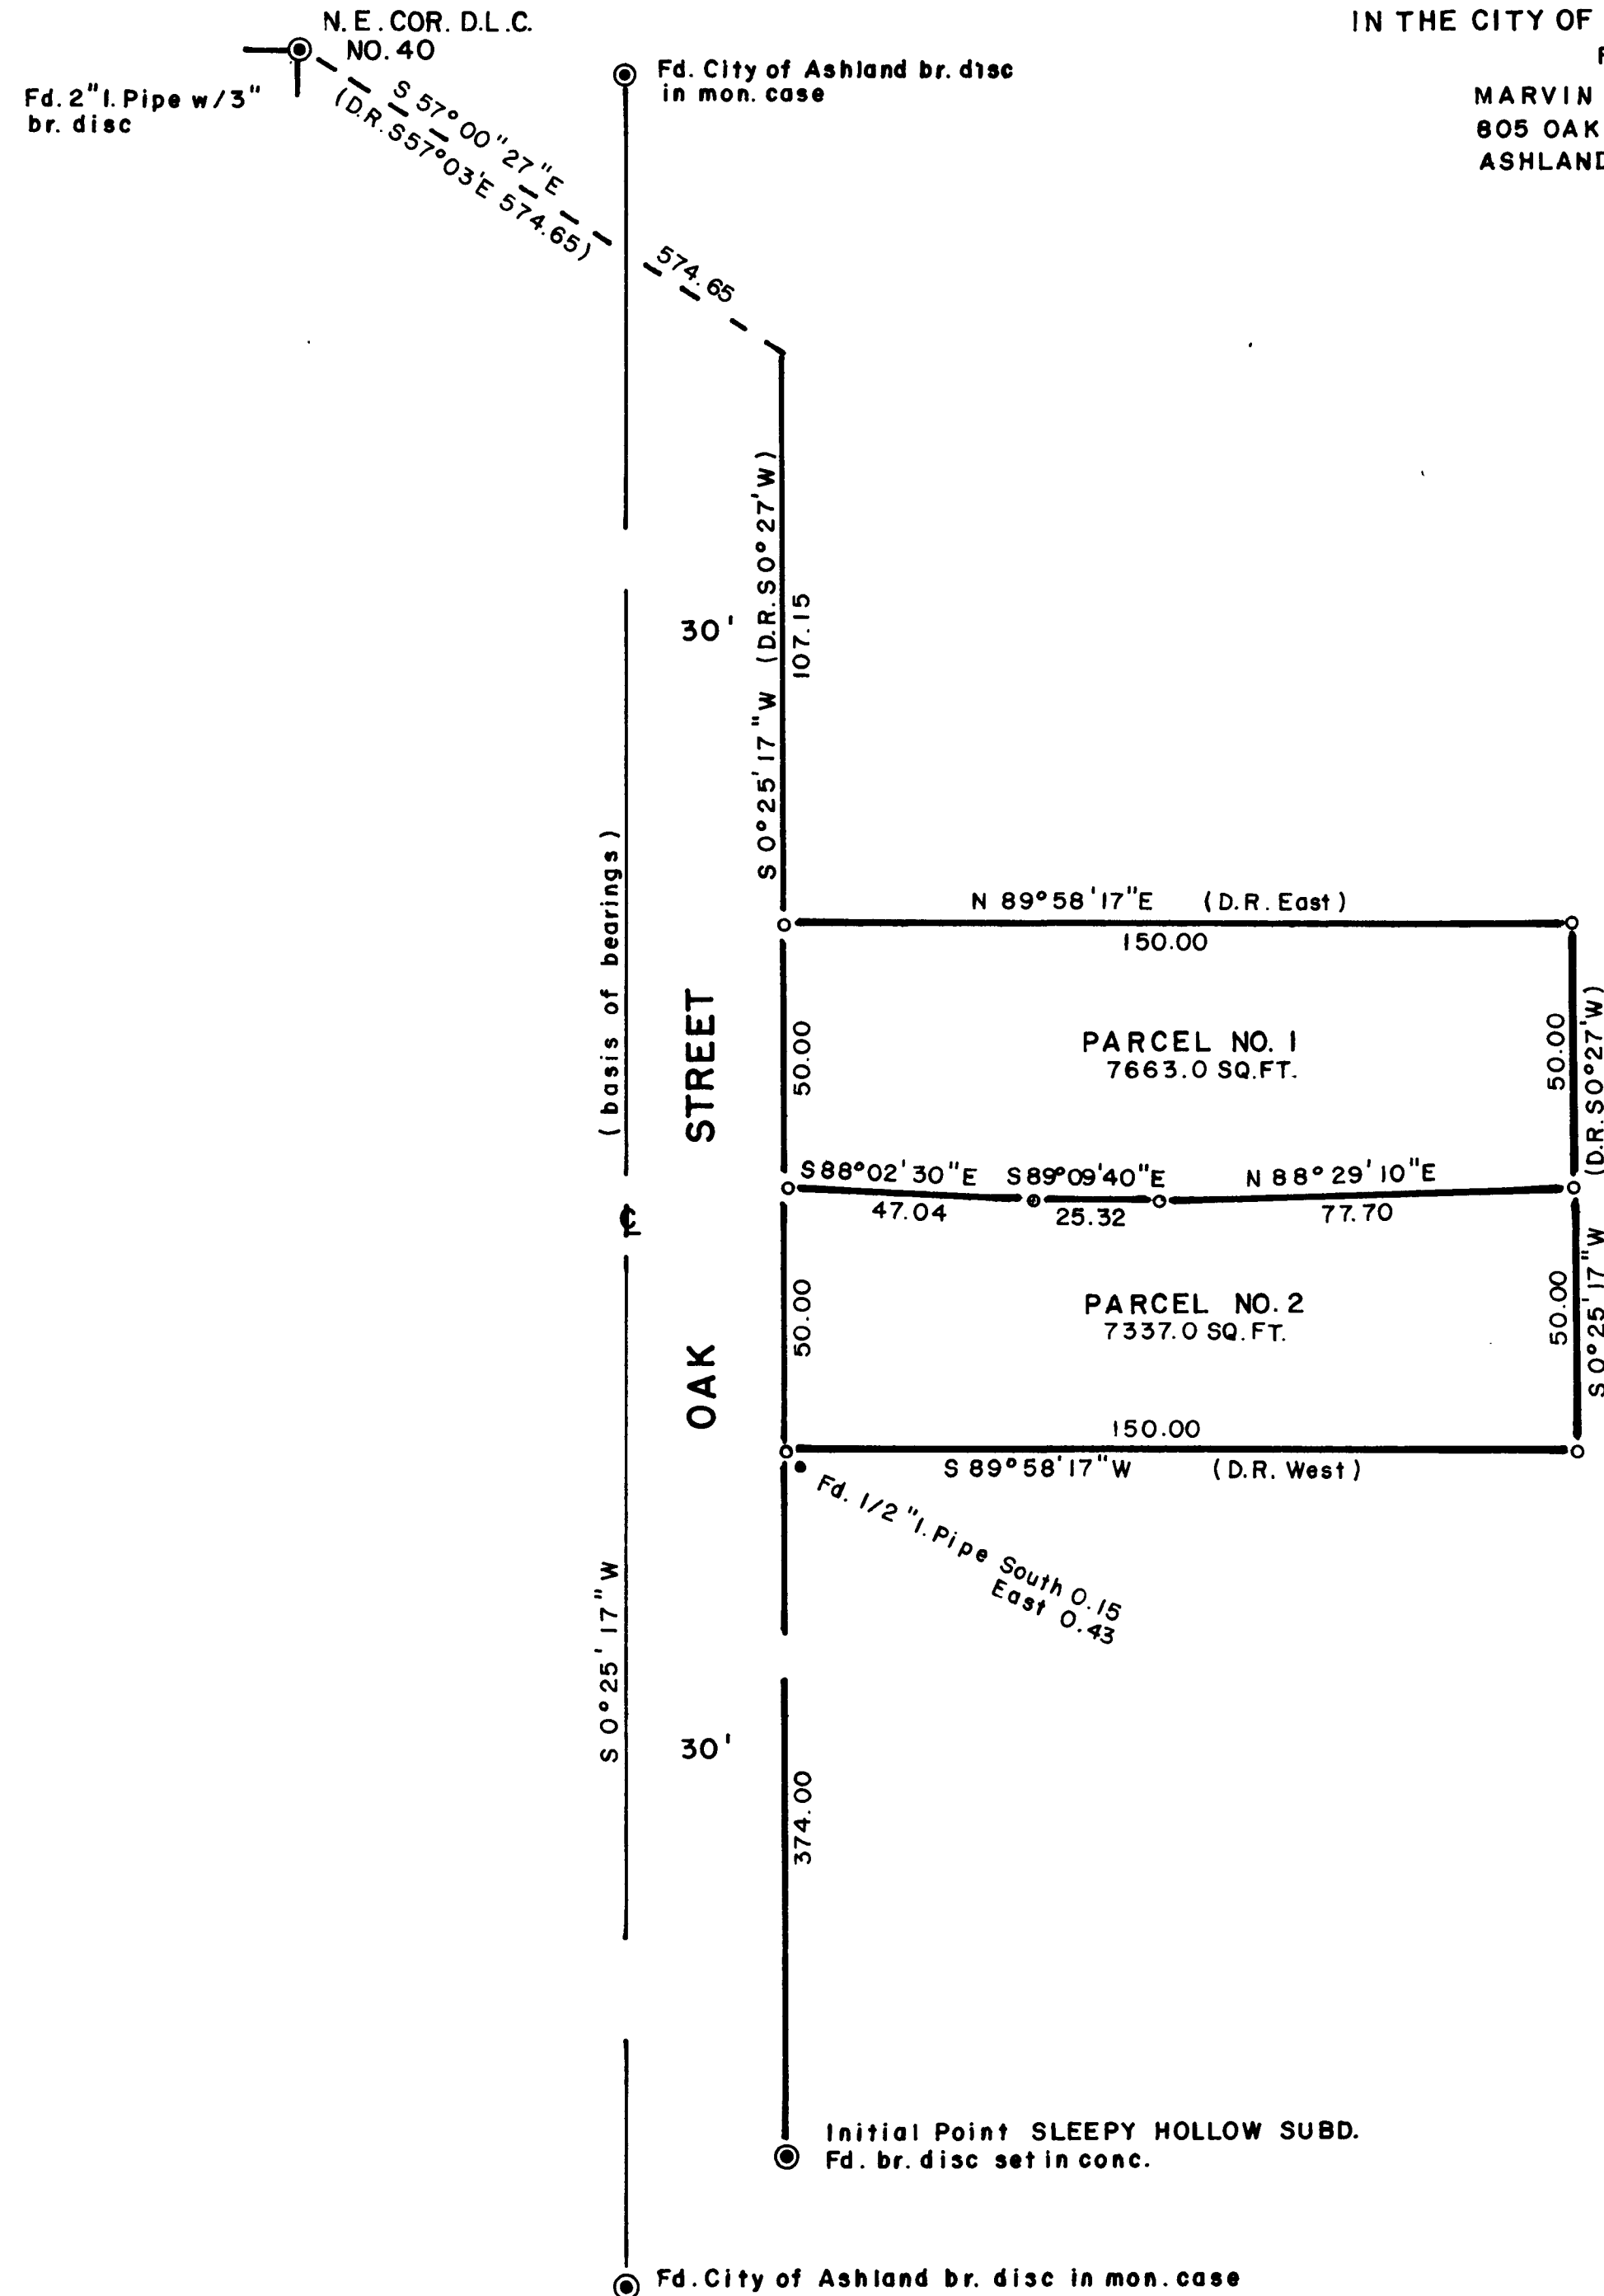 N.E. COR. D.L.C.
NO. 40
Fd. 2" I. Pipe w/3"
br. disc
Fd. City of Ashland br. disc
in mon. case
IN THE CITY OF
MARVIN
805 OAK
ASHLAND
S 57°00"27"E
(D.R. S57°03'E 574.65)
574.65
S 0°25'17"W (D.R. S0°27'W)
107.15
30'
(basis of bearings)
N 89°58'17"E (D.R. East)
150.00
STREET
50.00
PARCEL NO. 1
7663.0 SQ.FT.
50.00
(D.R. S0°27'W)
S88°02'30"E S89°09'40"E N 88°29'10"E
47.04 25.32 77.70
℄
OAK
50.00
PARCEL NO. 2
7337.0 SQ.FT.
50.00
S 0°25'17"W
150.00
S 89°58'17"W (D.R. West)
Fd. 1/2" I. Pipe South 0.15
East 0.43
S 0°25'17"W
30'
374.00
Initial Point SLEEPY HOLLOW SUBD.
Fd. br. disc set in conc.
Fd. City of Ashland br. disc in mon. case